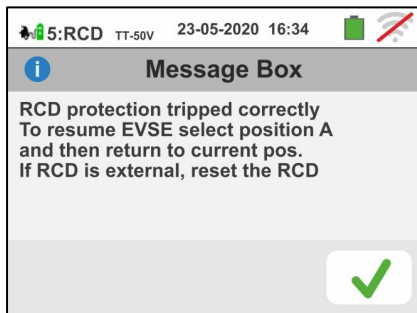 5:RCD TT-50V 23-05-2020 16:34
i Message Box
RCD protection tripped correctly
To resume EVSE select position A
and then return to current pos.
If RCD is external, reset the RCD